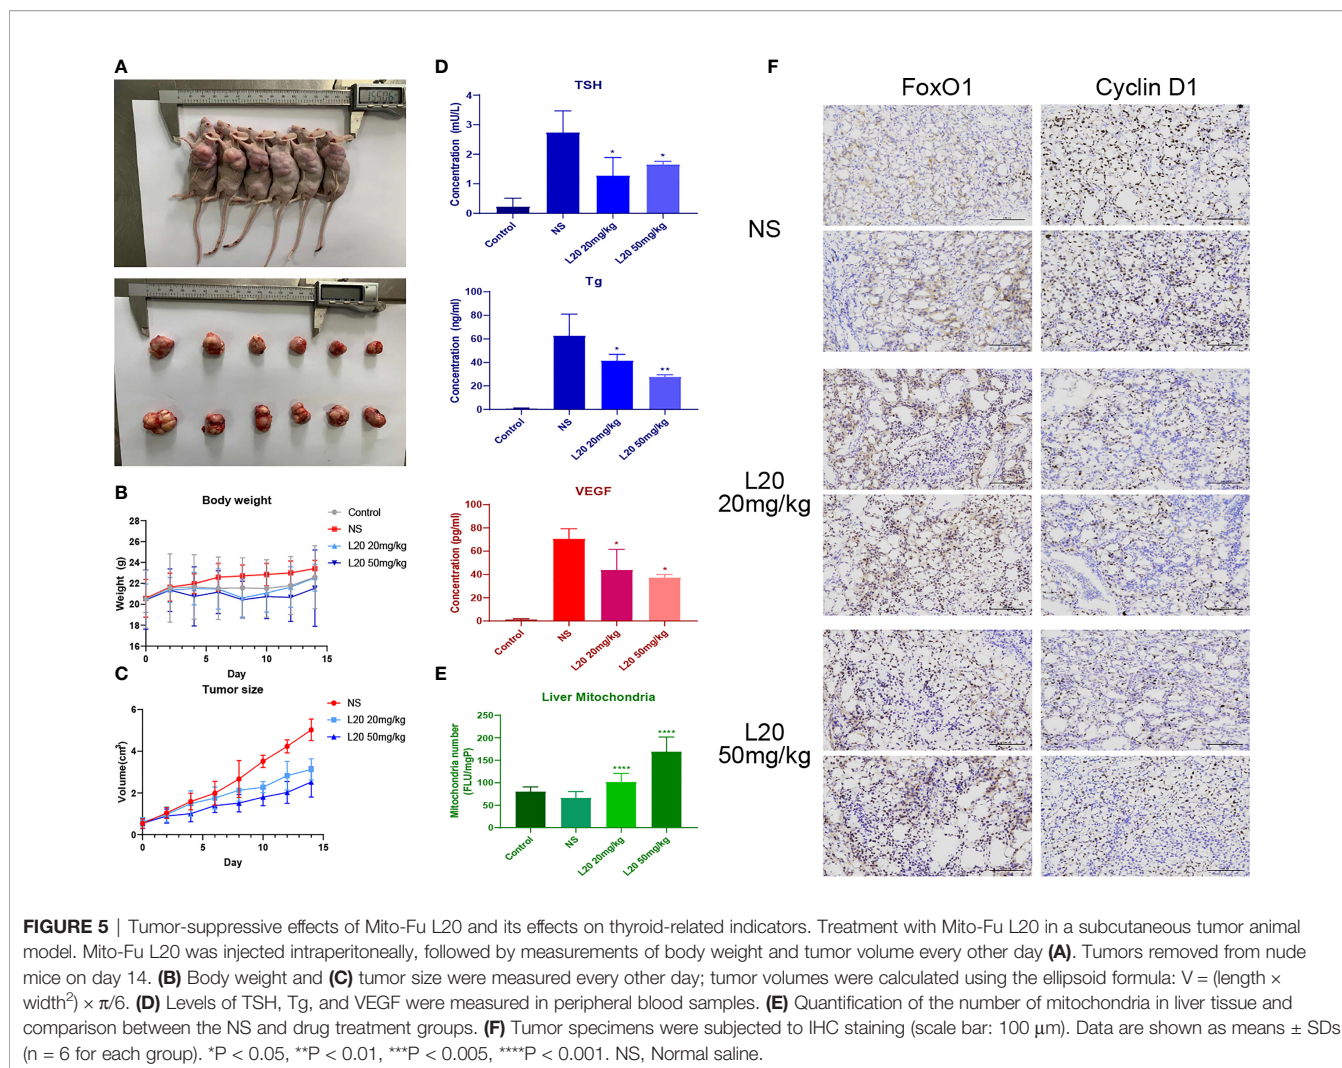 A
D
F
TSH
Concentration (mU/L)
4
3
2
1
0
*
*
Control
NS
L20 20mg/kg
L20 50mg/kg
Tg
Concentration (ng/ml)
100
80
60
40
20
0
*
**
Control
NS
L20 20mg/kg
L20 50mg/kg
B
Body weight
Weight (g)
28
26
24
22
20
18
16
0
5
10
15
Day
Control
NS
L20 20mg/kg
L20 50mg/kg
VEGF
Concentration (pg/ml)
100
80
60
40
20
0
*
*
Control
NS
L20 20mg/kg
L20 50mg/kg
C
Tumor size
Volume(cm³)
6
4
2
0
0
5
10
15
Day
NS
L20 20mg/kg
L20 50mg/kg
E
Liver Mitochondria
Mitochondria number
(FLU/mgP)
250
200
150
100
50
0
****
****
Control
NS
L20 20mg/kg
L20 50mg/kg
FoxO1
Cyclin D1
NS
L20
20mg/kg
L20
50mg/kg
FIGURE 5 | Tumor-suppressive effects of Mito-Fu L20 and its effects on thyroid-related indicators. Treatment with Mito-Fu L20 in a subcutaneous tumor animal
model. Mito-Fu L20 was injected intraperitoneally, followed by measurements of body weight and tumor volume every other day (A). Tumors removed from nude
mice on day 14. (B) Body weight and (C) tumor size were measured every other day; tumor volumes were calculated using the ellipsoid formula: V = (length ×
width²) × π/6. (D) Levels of TSH, Tg, and VEGF were measured in peripheral blood samples. (E) Quantification of the number of mitochondria in liver tissue and
comparison between the NS and drug treatment groups. (F) Tumor specimens were subjected to IHC staining (scale bar: 100 μm). Data are shown as means ± SDs
(n = 6 for each group). *P < 0.05, **P < 0.01, ***P < 0.005, ****P < 0.001. NS, Normal saline.